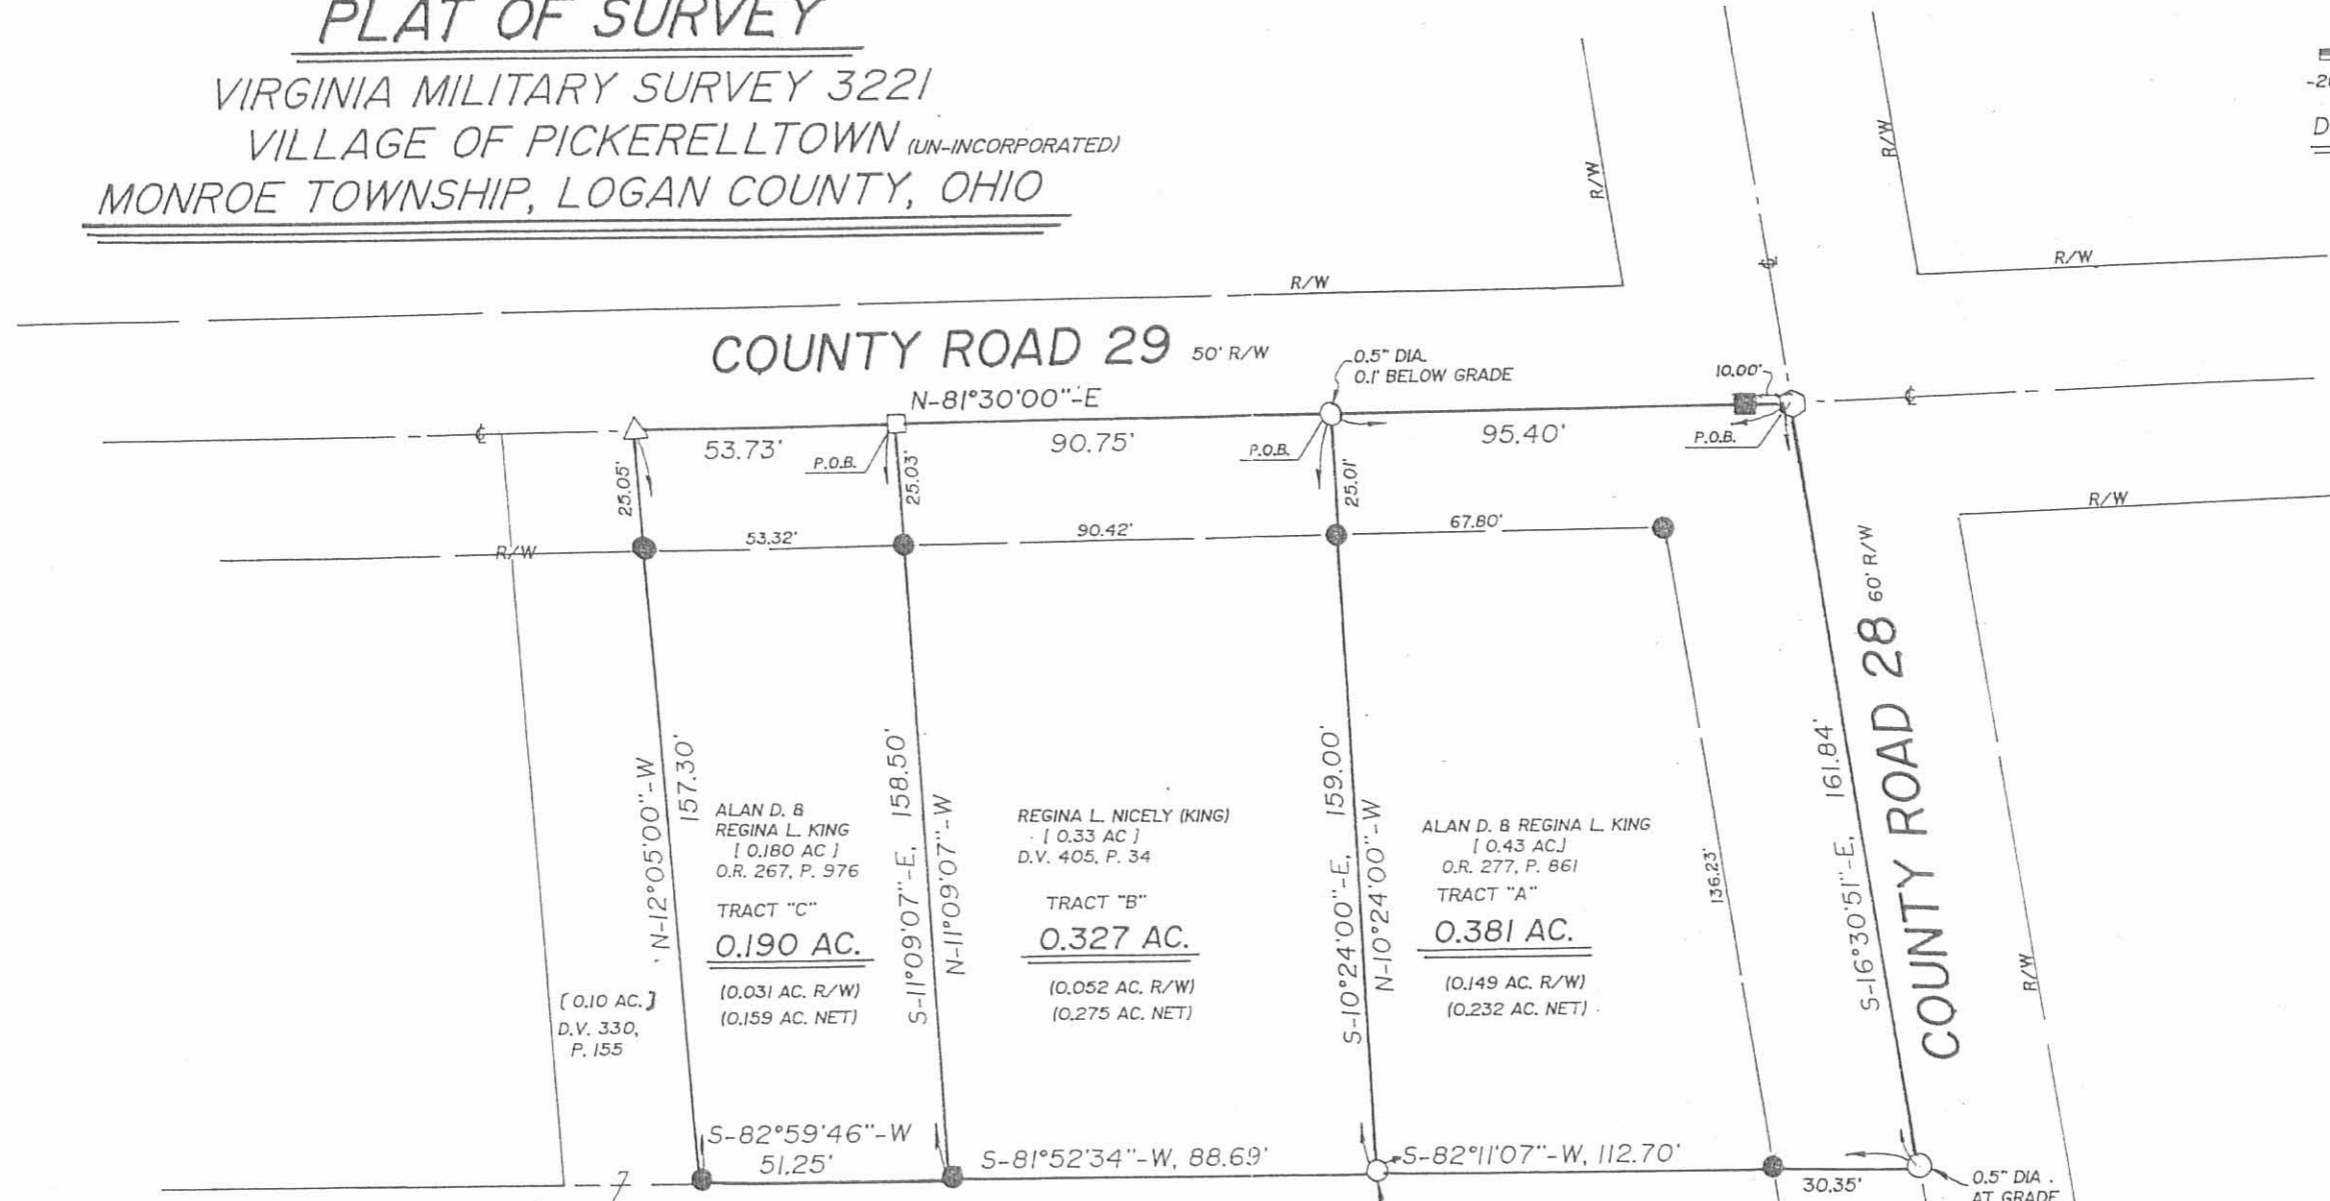 PLAT OF SURVEY
VIRGINIA MILITARY SURVEY 3221
VILLAGE OF PICKERELLTOWN (UN-INCORPORATED)
MONROE TOWNSHIP, LOGAN COUNTY, OHIO
R/W
R/W
R/W
R/W
COUNTY ROAD 29 50' R/W
0.5" DIA.
0.1' BELOW GRADE
10.00'
N-81°30'00"-E
53.73'
90.75'
95.40'
P.O.B.
P.O.B.
P.O.B.
25.05'
25.03'
25.01'
R/W
R/W
53.32'
90.42'
67.80'
COUNTY ROAD 28 60' R/W
N-12°05'00"-W
157.30'
S-11°09'07"-E, 158.50'
N-11°09'07"-W
S-10°24'00"-E, 159.00'
N-10°24'00"-W
136.23'
S-16°30'51"-E, 161.84'
R/W
ALAN D. &
REGINA L. KING
[ 0.180 AC ]
O.R. 267, P. 976
TRACT "C"
0.190 AC.
(0.031 AC. R/W)
(0.159 AC. NET)
REGINA L. NICELY (KING)
[ 0.33 AC ]
D.V. 405, P. 34
TRACT "B"
0.327 AC.
(0.052 AC. R/W)
(0.275 AC. NET)
ALAN D. & REGINA L. KING
[ 0.43 AC]
O.R. 277, P. 861
TRACT "A"
0.381 AC.
(0.149 AC. R/W)
(0.232 AC. NET)
[ 0.10 AC. ]
D.V. 330,
P. 155
S-82°59'46"-W
51.25'
S-81°52'34"-W, 88.69'
S-82°11'07"-W, 112.70'
30.35'
0.5" DIA.
AT GRADE